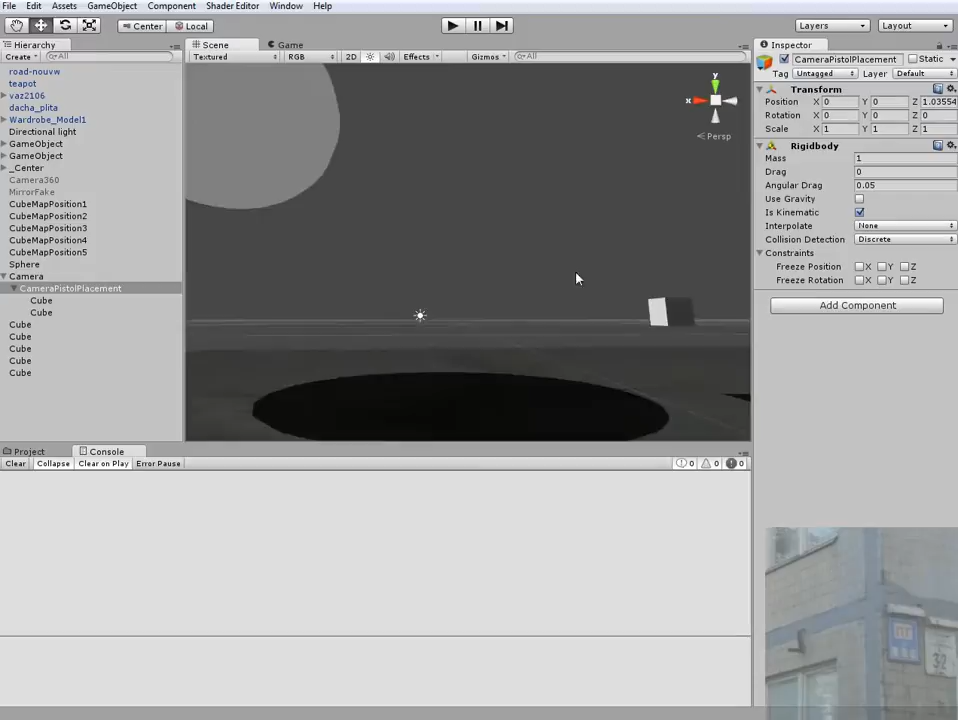 File Edit Assets GameObject Component Shader Editor Window Help
Center Local Layers Layout
Hierarchy Scene Game Inspector
Create All Textured RGB 2D Effects Gizmos All CameraPistolPlacement Static
Tag Untagged Layer Default
road-nouvw
teapot
vaz2106
dacha_plita
Wardrobe_Model1
Directional light
GameObject
GameObject
_Center
Camera360
MirrorFake
CubeMapPosition1
CubeMapPosition2
CubeMapPosition3
CubeMapPosition4
CubeMapPosition5
Sphere
Camera
CameraPistolPlacement
Cube
Cube
Cube
Cube
Cube
Cube
Cube
y
x
Persp
Transform
Position X 0 Y 0 Z 1.03554
Rotation X 0 Y 0 Z 0
Scale X 1 Y 1 Z 1
Rigidbody
Mass 1
Drag 0
Angular Drag 0.05
Use Gravity
Is Kinematic
Interpolate None
Collision Detection Discrete
Constraints
Freeze Position X Y Z
Freeze Rotation X Y Z
Add Component
Project Console
Clear Collapse Clear on Play Error Pause 0 0 0
32